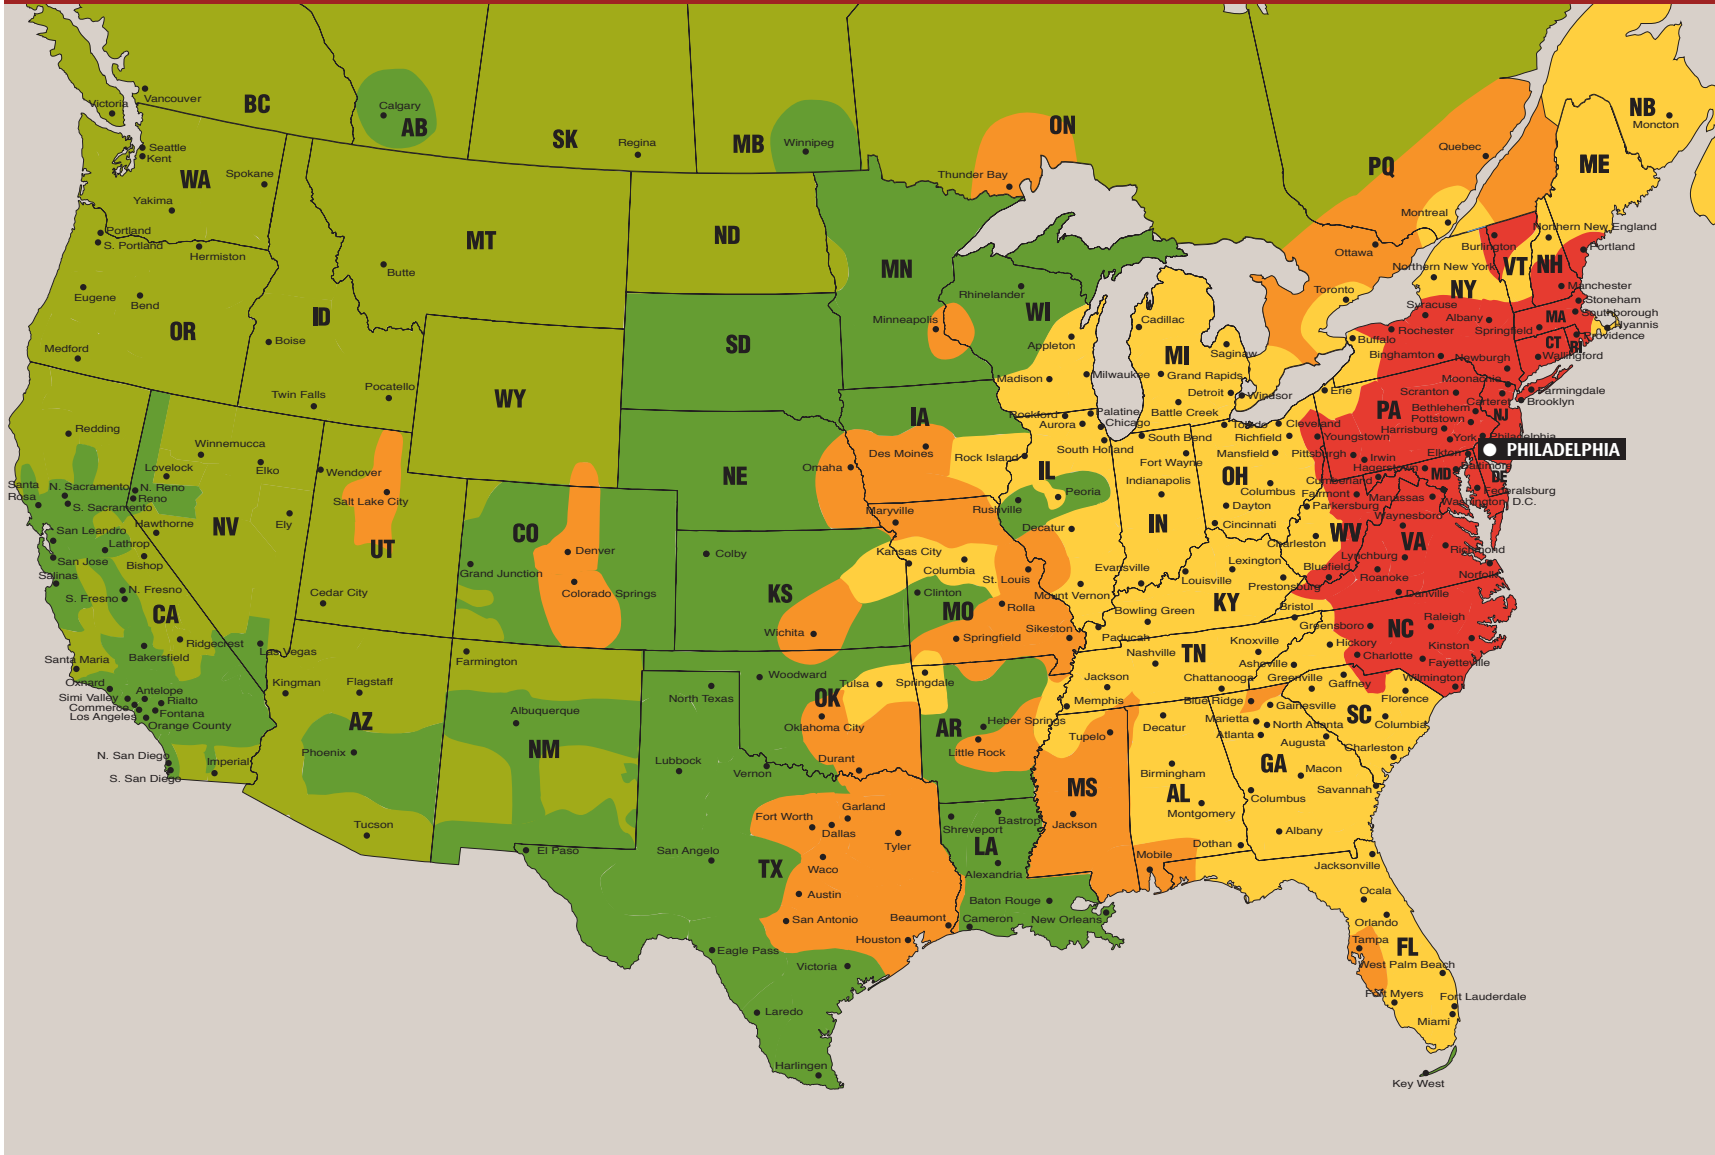 BC
Vancouver
Victoria
Calgary
AB
SK
Regina
MB
Winnipeg
ON
Thunder Bay
PQ
Quebec
Montreal
Ottawa
Toronto
NB
Moncton
ME
Seattle
Kent
WA
Spokane
Yakima
Portland
S. Portland
Hermiston
Eugene
Bend
OR
Medford
MT
Butte
ID
Boise
Twin Falls
Pocatello
WY
ND
SD
NE
MN
Minneapolis
WI
Rhinelander
Appleton
Madison
Milwaukee
MI
Cadillac
Saginaw
Grand Rapids
Detroit
Windsor
Battle Creek
IA
Des Moines
Omaha
Rock Island
Rockford
Aurora
Palatine
Chicago
South Holland
IL
Peoria
Rushville
Decatur
Mount Vernon
South Bend
Fort Wayne
Indianapolis
IN
Evansville
Toledo
Cleveland
Richfield
Youngstown
Mansfield
OH
Columbus
Dayton
Cincinnati
Northern New England
Burlington
Portland
VT
NH
Northern New York
NY
Manchester
Stoneham
Southborough
Hyannis
Providence
MA
CT
RI
Syracuse
Albany
Springfield
Rochester
Buffalo
Binghamton
Newburgh
Wallingford
Moonachie
Farmingdale
Brooklyn
Carteret
Erie
PA
Scranton
Bethlehem
Pottstown
Harrisburg
York
Philadelphia
PHILADELPHIA
NJ
Pittsburgh
Irwin
Elkton
Hagerstown
Baltimore
MD
DE
Cumberland
Federalsburg
Fairmont
Manassas
Washington, D.C.
Parkersburg
Waynesboro
WV
VA
Charleston
Lynchburg
Richmond
Bluefield
Roanoke
Norfolk
Danville
Bristol
Lexington
Louisville
Prestonsburg
KY
Bowling Green
Paducah
Greensboro
Raleigh
NC
Hickory
Kinston
Charlotte
Fayetteville
Wilmington
Asheville
Knoxville
TN
Nashville
Chattanooga
Jackson
Memphis
Greenville
Gaffney
Florence
SC
Columbia
Charleston
Blue Ridge
Gainesville
Marietta
North Atlanta
Atlanta
Augusta
GA
Macon
Savannah
Columbus
Albany
Decatur
Birmingham
AL
Montgomery
Dothan
Mobile
Tupelo
MS
Jackson
Jacksonville
Ocala
Orlando
Tampa
FL
West Palm Beach
Fort Myers
Fort Lauderdale
Miami
Key West
Redding
Winnemucca
Lovelock
Elko
Wendover
Salt Lake City
Santa
Rosa
N. Sacramento
S. Sacramento
N. Reno
Reno
Hawthorne
NV
Ely
UT
Cedar City
San Leandro
Lathrop
San Jose
Bishop
Salinas
N. Fresno
S. Fresno
CA
Ridgecrest
Bakersfield
Las Vegas
Santa Maria
Oxnard
Simi Valley
Commerce
Los Angeles
Antelope
Rialto
Fontana
Orange County
N. San Diego
S. San Diego
Imperial
Kingman
Flagstaff
AZ
Phoenix
Tucson
Farmington
Albuquerque
NM
CO
Denver
Grand Junction
Colorado Springs
Colby
KS
Wichita
Maryville
Kansas City
Columbia
St. Louis
Clinton
MO
Rolla
Springfield
Sikeston
Woodward
Tulsa
OK
Oklahoma City
Durant
Springdale
AR
Heber Springs
Little Rock
North Texas
Lubbock
Vernon
El Paso
San Angelo
Fort Worth
Garland
Dallas
Tyler
TX
Waco
Austin
San Antonio
Beaumont
Houston
Eagle Pass
Victoria
Laredo
Harlingen
Shreveport
Bastrop
LA
Alexandria
Baton Rouge
Cameron
New Orleans